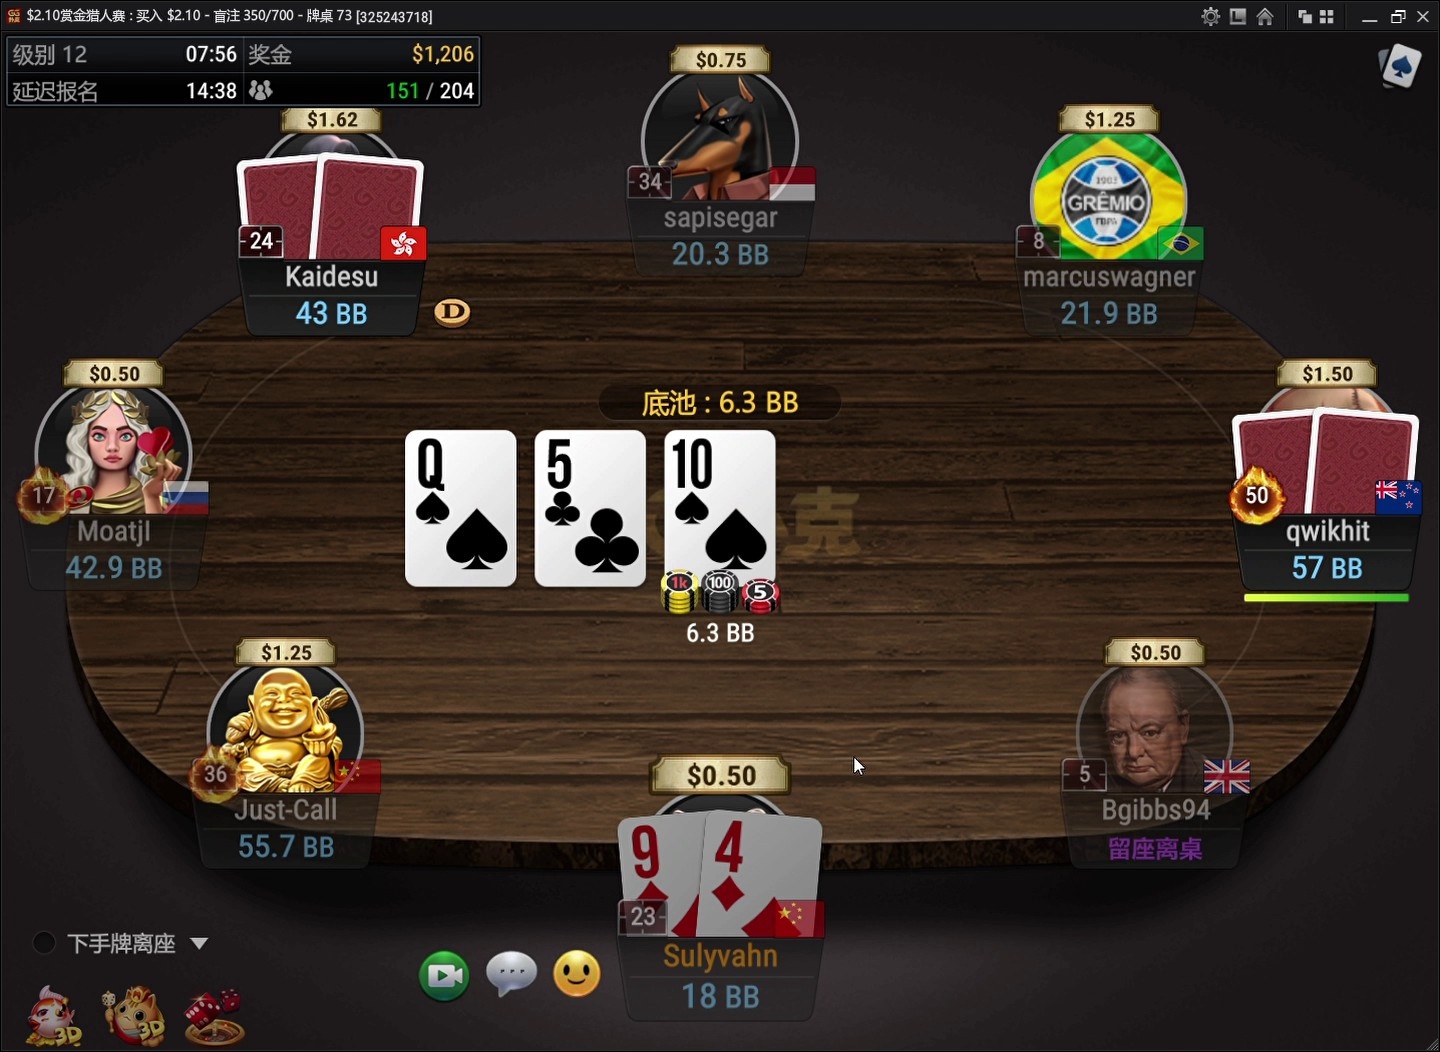 $2.10赏金猎人赛 : 买入 $2.10 - 盲注 350/700 - 牌桌 73 [325243718]
级别 12 07:56 奖金 $1,206
延迟报名 14:38 151 / 204
$0.75
34
sapisegar
20.3 BB
$1.62
24
Kaidesu
43 BB
D
$1.25
1903
GRÊMIO
FBPA
8
marcuswagner
21.9 BB
$0.50
17
Moatjl
42.9 BB
底池 : 6.3 BB
Q 5 10
克
1k 100 5
6.3 BB
$1.50
50
qwikhit
57 BB
$1.25
36
Just-Call
55.7 BB
$0.50
5
Bgibbs94
留座离桌
$0.50
9 4
23
Sulyvahn
18 BB
下手牌离座
3D 3D